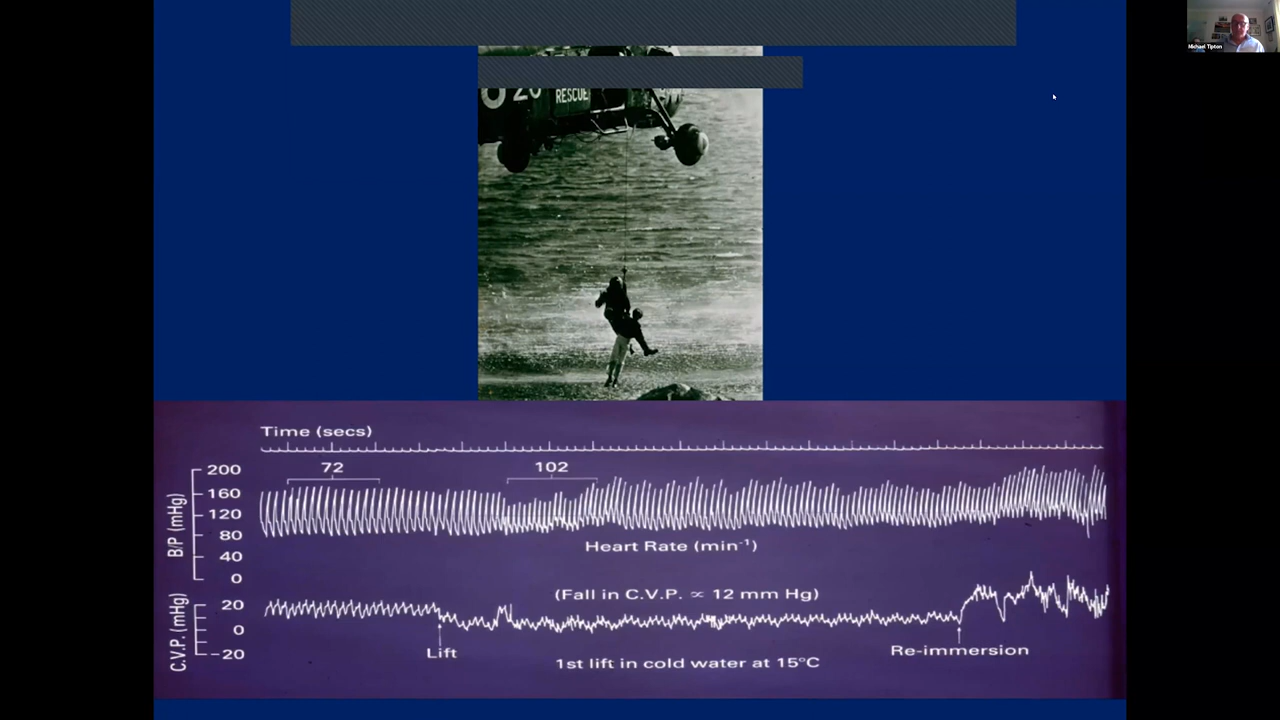 Michael Tipton
20
RESCUE
Time (secs)
72
102
200
160
120
80
40
0
B/P (mHg)
Heart Rate (min⁻¹)
(Fall in C.V.P. ∝ 12 mm Hg)
20
0
-20
C.V.P. (mHg)
Lift
Re-immersion
1st lift in cold water at 15°C